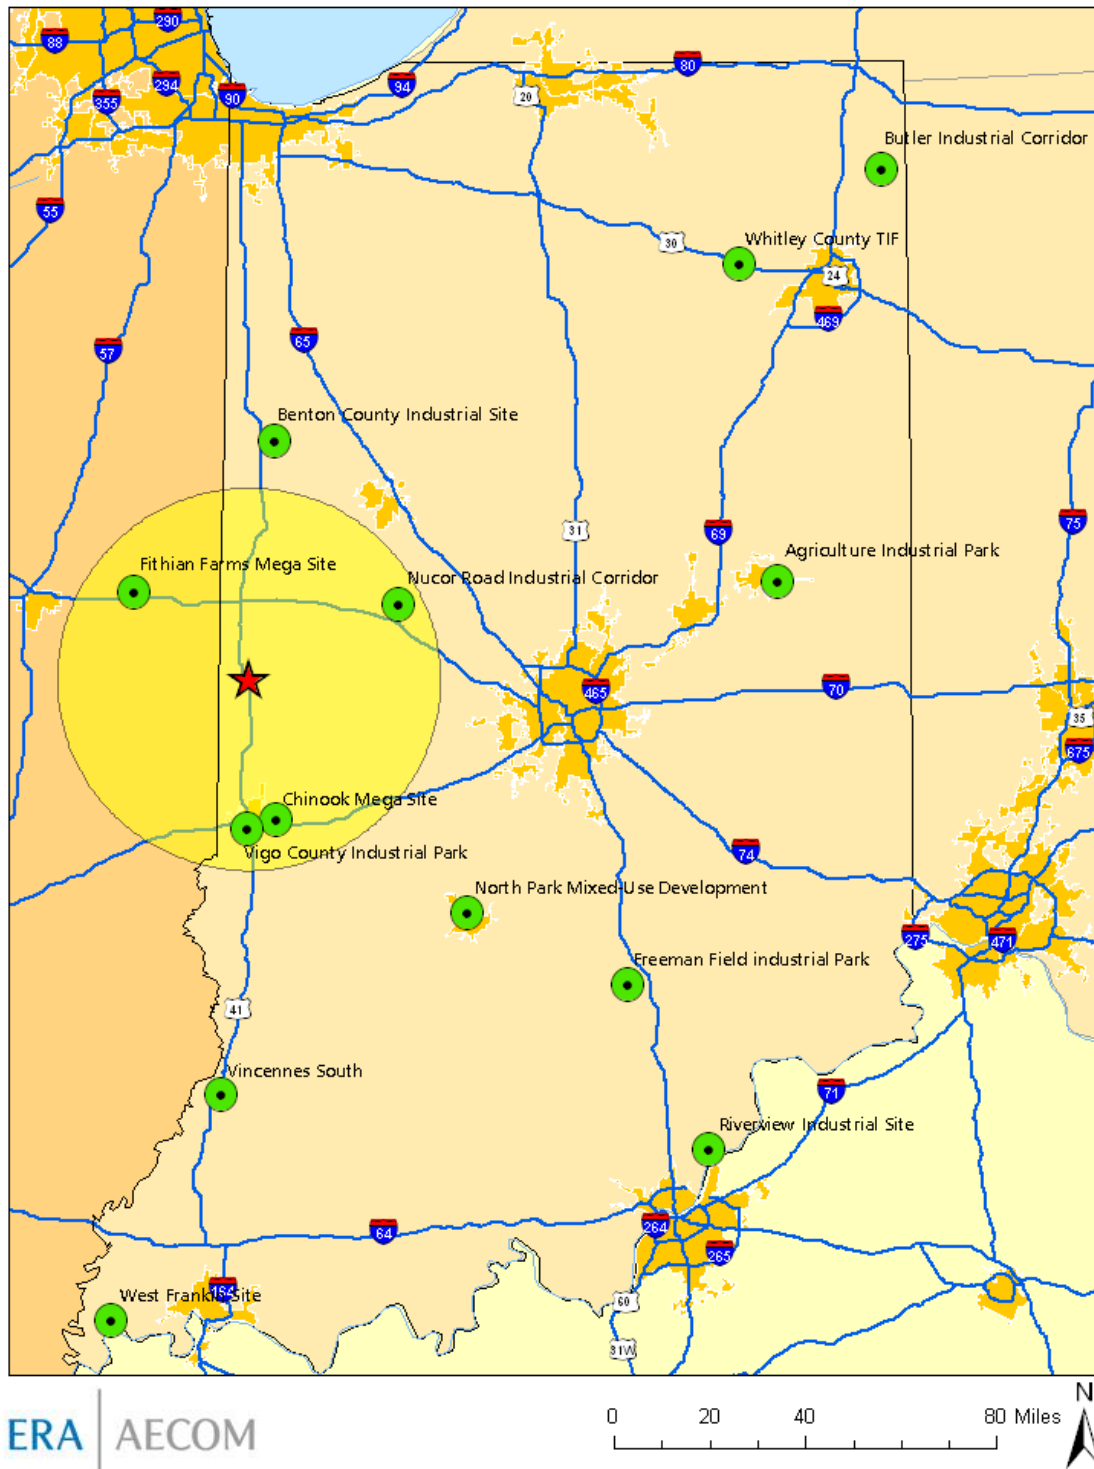 290
88
80
94
294
355
90
20
Butler Industrial Corridor
55
Whitley County TIF
30
24
469
65
57
Benton County Industrial Site
75
31
69
Agriculture Industrial Park
Fithian Farms Mega Site
Nucor Road Industrial Corridor
465
70
35
675
Chinook Mega Site
Vigo County Industrial Park
74
North Park Mixed-Use Development
275
471
Freeman Field industrial Park
41
Vincennes South
71
Riverview Industrial Site
64
264
265
164
West Franklin Site
60
31W
N
ERA | AECOM
0 20 40 80 Miles